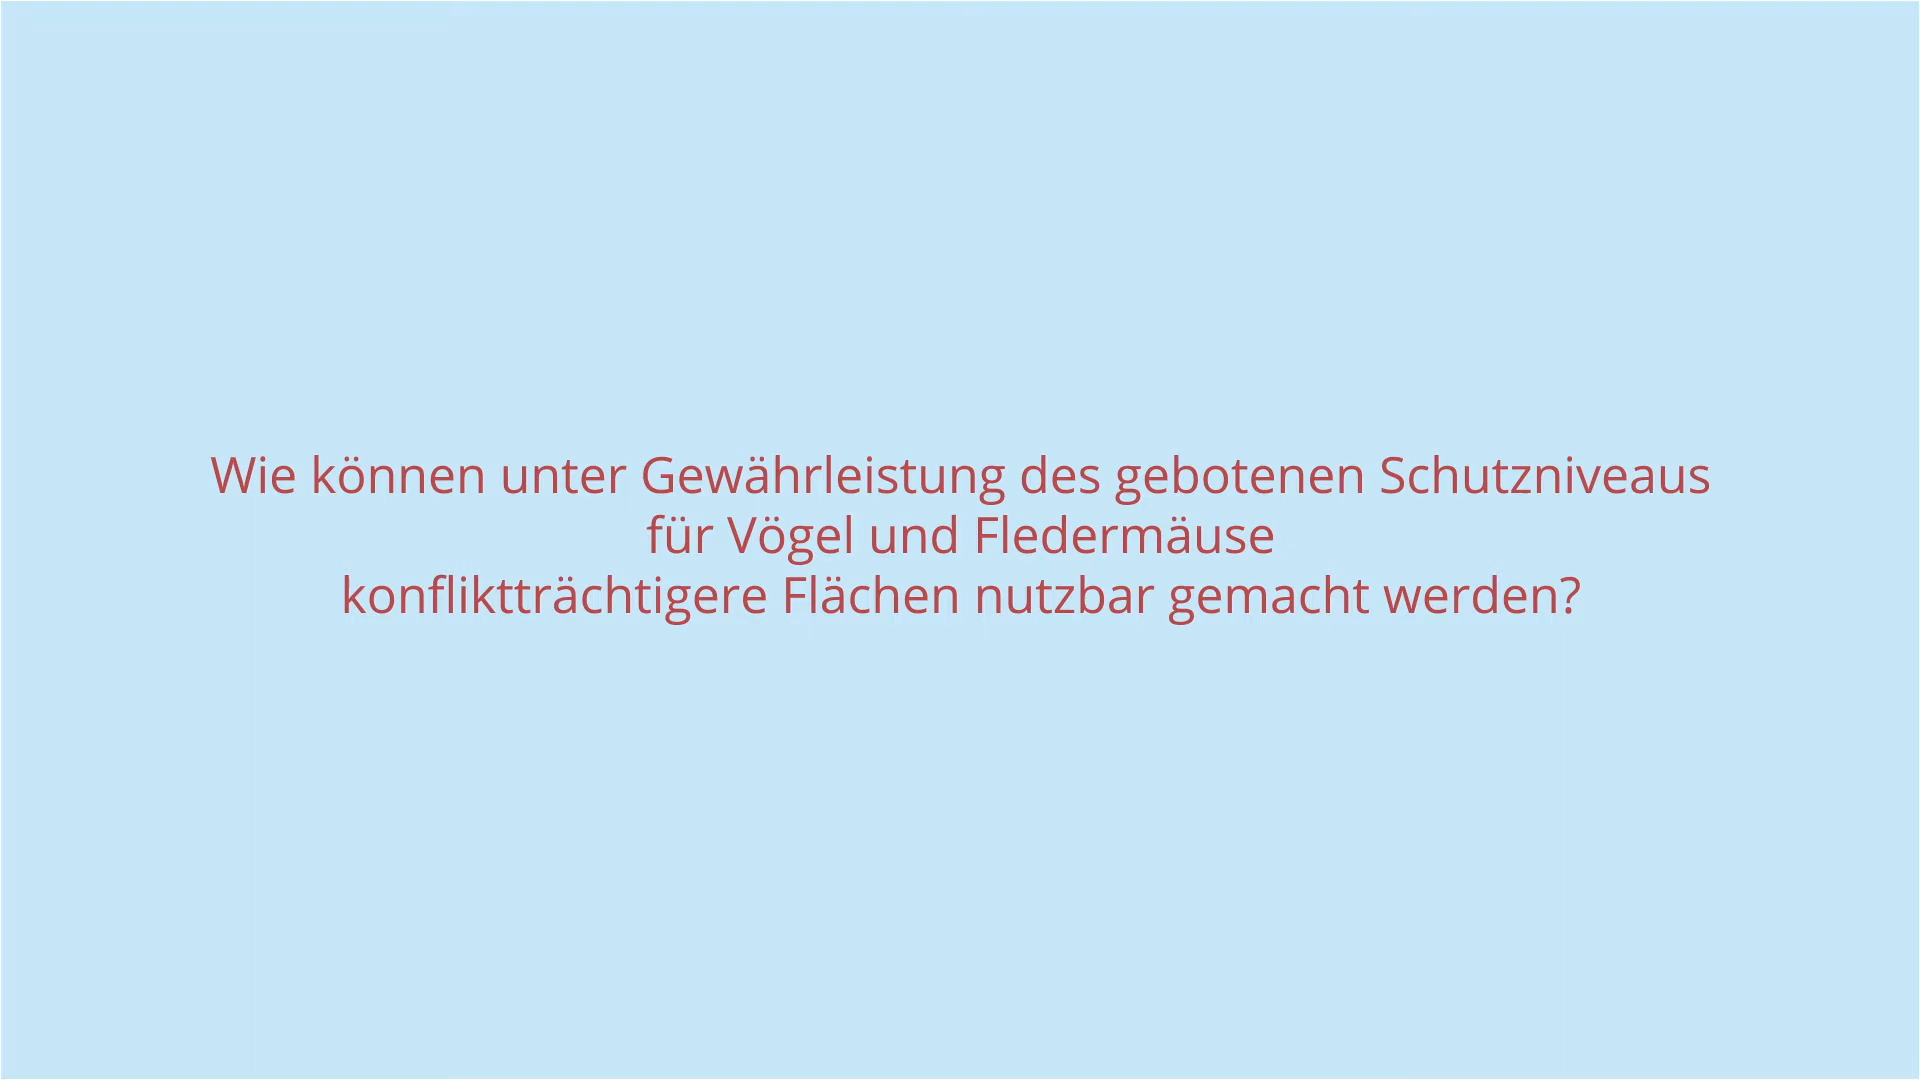 Wie können unter Gewährleistung des gebotenen Schutzniveaus
für Vögel und Fledermäuse
konfliktträchtigere Flächen nutzbar gemacht werden?